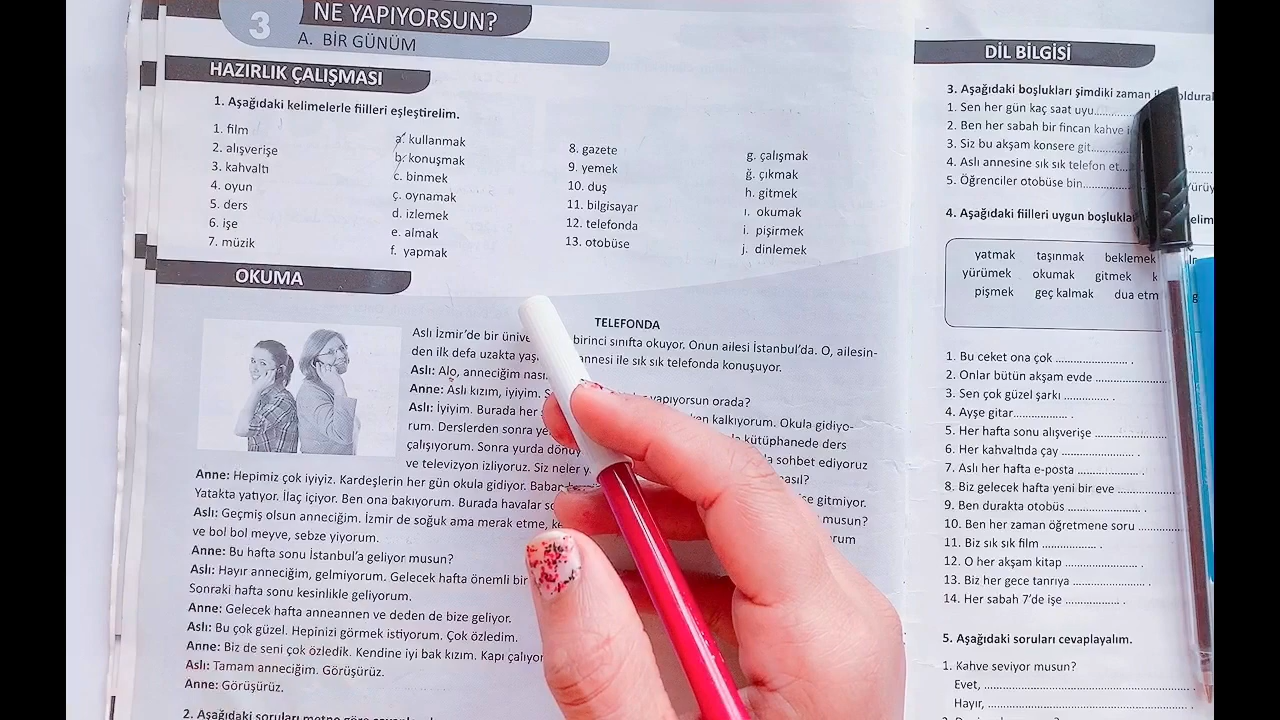 3
NE YAPIYORSUN?
A. BİR GÜNÜM
HAZIRLIK ÇALIŞMASI
1. Aşağıdaki kelimelerle fiilleri eşleştirelim.
1. film
2. alışverişe
3. kahvaltı
4. oyun
5. ders
6. işe
7. müzik
a. kullanmak
b. konuşmak
c. binmek
ç. oynamak
d. izlemek
e. almak
f. yapmak
8. gazete
9. yemek
10. duş
11. bilgisayar
12. telefonda
13. otobüse
g. çalışmak
ğ. çıkmak
h. gitmek
ı. okumak
i. pişirmek
j. dinlemek
OKUMA
TELEFONDA
Aslı İzmir'de bir birinci sınıfta okuyor. Onun ailesi İstanbul'da. O, ailesin-
den ilk defa uzakta annesi ile sık sık telefonda konuşuyor.
Aslı: Alo, anneciğim
Anne: Aslı kızım, iyiyim. yapıyorsun orada?
Aslı: İyiyim. Burada her kalkıyorum. Okula gidiyo-
rum. Derslerden sonra kütüphanede ders
çalışıyorum. Sonra yurda sohbet ediyoruz
ve televizyon izliyoruz. Siz neler
Anne: Hepimiz çok iyiyiz. Kardeşlerin her gün okula gidiyor. işe gitmiyor.
Yatakta yatıyor. İlaç içiyor. Ben ona bakıyorum. Burada havalar musun?
Aslı: Geçmiş olsun anneciğim. İzmir de soğuk ama merak etme,
ve bol bol meyve, sebze yiyorum.
Anne: Bu hafta sonu İstanbul'a geliyor musun?
Aslı: Hayır anneciğim, gelmiyorum. Gelecek hafta önemli bir
Sonraki hafta sonu kesinlikle geliyorum.
Anne: Gelecek hafta anneannen ve deden de bize geliyor.
Aslı: Bu çok güzel. Hepinizi görmek istiyorum. Çok özledim.
Anne: Biz de seni çok özledik. Kendine iyi bak kızım. Kapı
Aslı: Tamam anneciğim. Görüşürüz.
Anne: Görüşürüz.
2. Aşağıdaki soruları metne göre
DİL BİLGİSİ
3. Aşağıdaki boşlukları şimdiki zaman
1. Sen her gün kaç saat uyu..........
2. Ben her sabah bir fincan kahve
3. Siz bu akşam konsere git.......... ?
4. Aslı annesine sık sık telefon et..........
5. Öğrenciler otobüse bin..........
4. Aşağıdaki fiilleri uygun
yatmak taşınmak beklemek
yürümek okumak gitmek
pişmek geç kalmak dua
1. Bu ceket ona çok .................. .
2. Onlar bütün akşam evde ..................
3. Sen çok güzel şarkı ........... .
4. Ayşe gitar............. .
5. Her hafta sonu alışverişe ..................
6. Her kahvaltıda çay ............... .
7. Aslı her hafta e-posta ............... .
8. Biz gelecek hafta yeni bir eve ..................
9. Ben durakta otobüs ............... .
10. Ben her zaman öğretmene soru ..................
11. Biz sık sık film ............. .
12. O her akşam kitap ............... .
13. Biz her gece tanrıya .................. .
14. Her sabah 7'de işe ............... .
5. Aşağıdaki soruları cevaplayalım.
1. Kahve seviyor musun?
Evet, ..................................................
Hayır, ..................................................